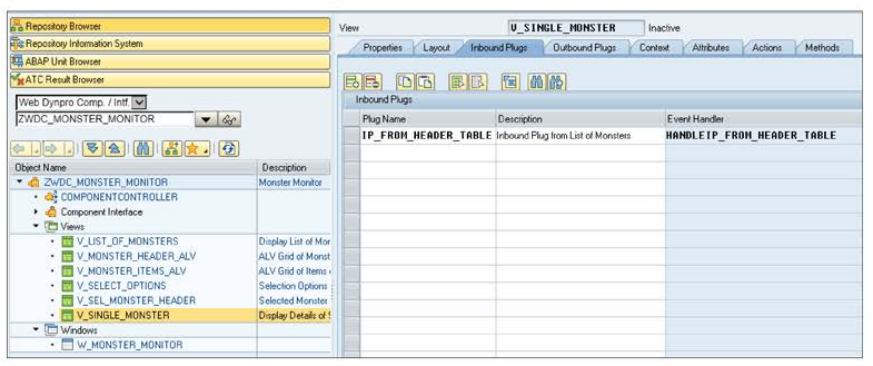 Repository Browser
Repository Information System
ABAP Unit Browser
ATC Result Browser
Web Dynpro Comp. / Intf.
ZWDC_MONSTER_MONITOR
Object Name Description
ZWDC_MONSTER_MONITOR Monster Monitor
COMPONENTCONTROLLER
Component Interface
Views
V_LIST_OF_MONSTERS Display List of Mor
V_MONSTER_HEADER_ALV ALV Grid of Monst
V_MONSTER_ITEMS_ALV ALV Grid of Items
V_SELECT_OPTIONS Selection Options
V_SEL_MONSTER_HEADER Selected Monster
V_SINGLE_MONSTER Display Details of S
Windows
W_MONSTER_MONITOR
View V_SINGLE_MONSTER Inactive
Properties Layout Inbound Plugs Outbound Plugs Context Attributes Actions Methods
Inbound Plugs
Plug Name Description Event Handler
IP_FROM_HEADER_TABLE Inbound Plug from List of Monsters HANDLEIP_FROM_HEADER_TABLE